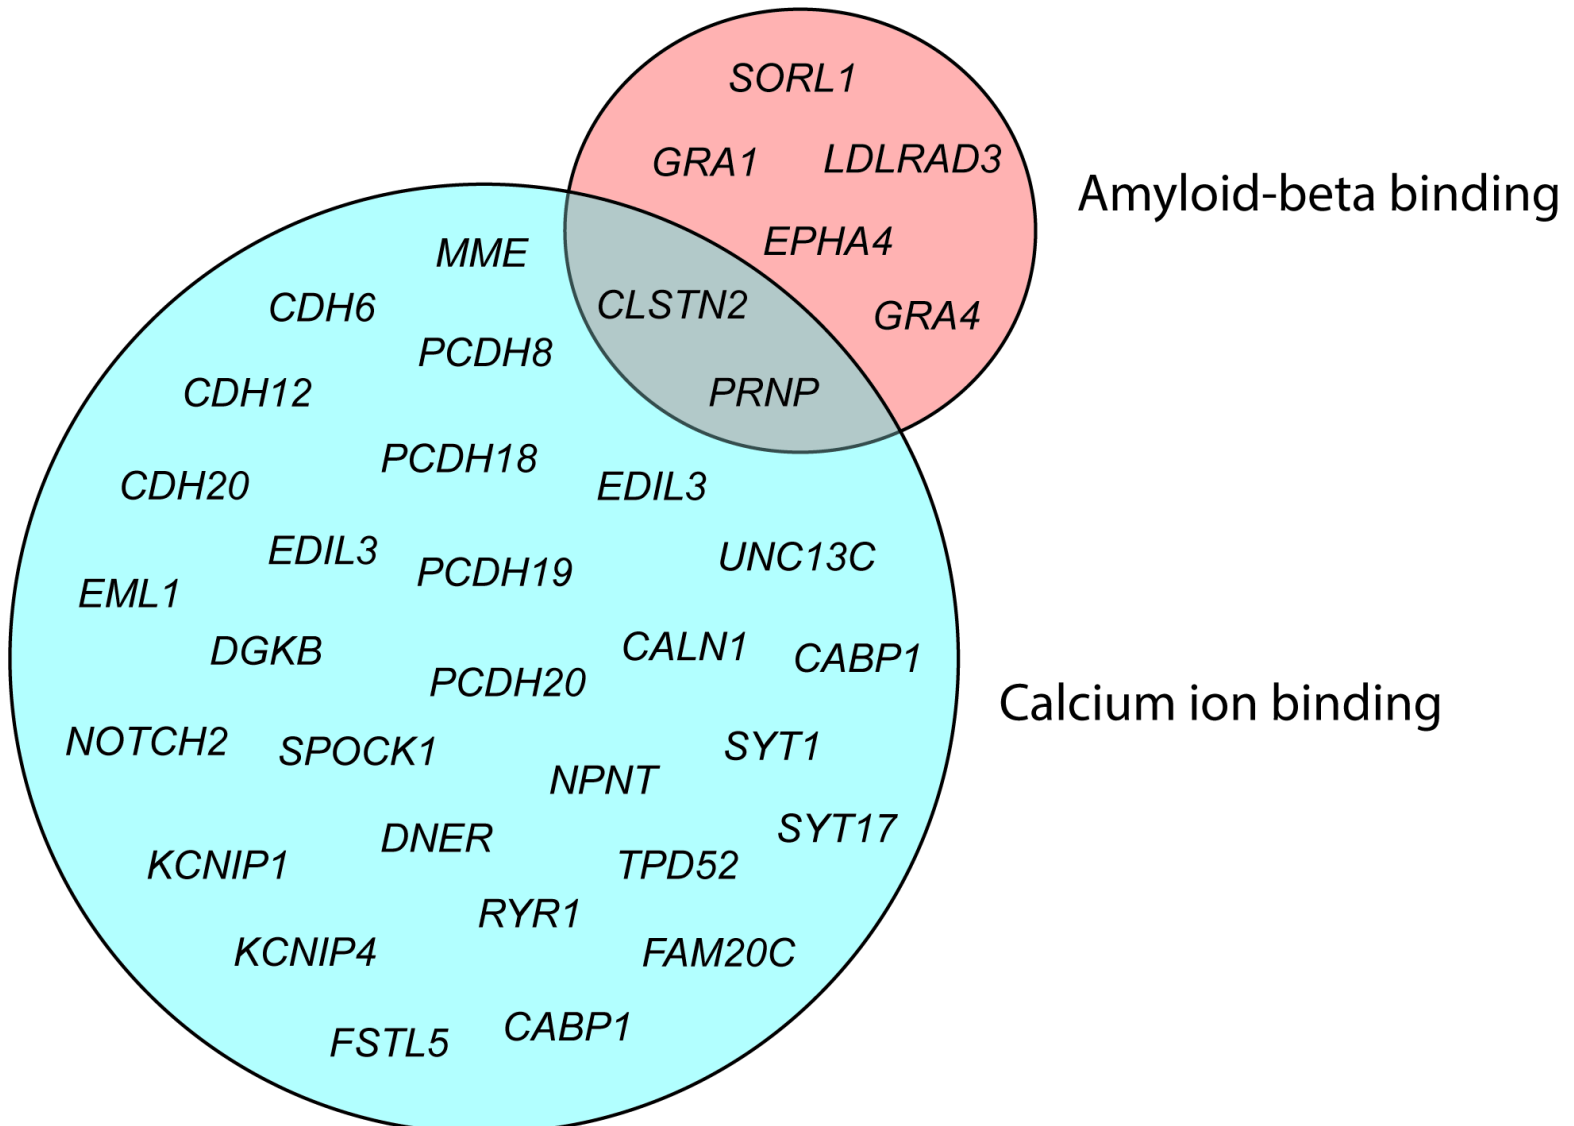 SORL1
GRA1
LDLRAD3
Amyloid-beta binding
EPHA4
MME
CLSTN2
CDH6
GRA4
PCDH8
CDH12
PRNP
PCDH18
CDH20
EDIL3
EDIL3
UNC13C
PCDH19
EML1
DGKB
CALN1
CABP1
PCDH20
Calcium ion binding
NOTCH2
SPOCK1
SYT1
NPNT
SYT17
DNER
KCNIP1
TPD52
RYR1
KCNIP4
FAM20C
CABP1
FSTL5